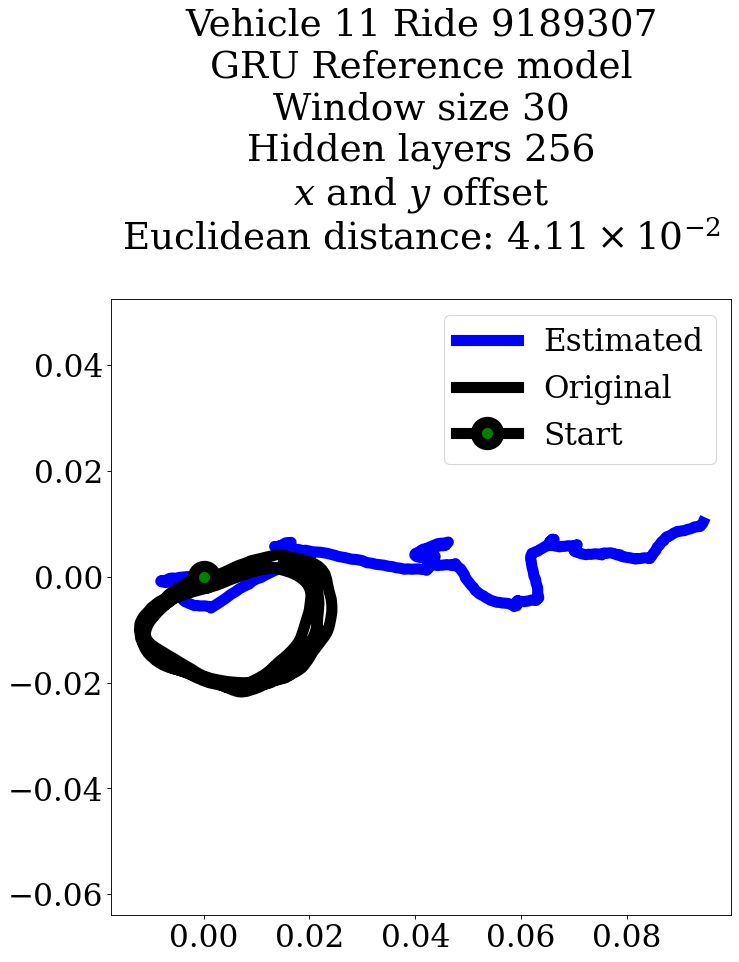 Vehicle 11 Ride 9189307
GRU Reference model
Window size 30
Hidden layers 256
x and y offset
Euclidean distance: 4.11 × 10⁻²
Estimated
Original
Start
0.04
0.02
0.00
−0.02
−0.04
−0.06
0.00 0.02 0.04 0.06 0.08